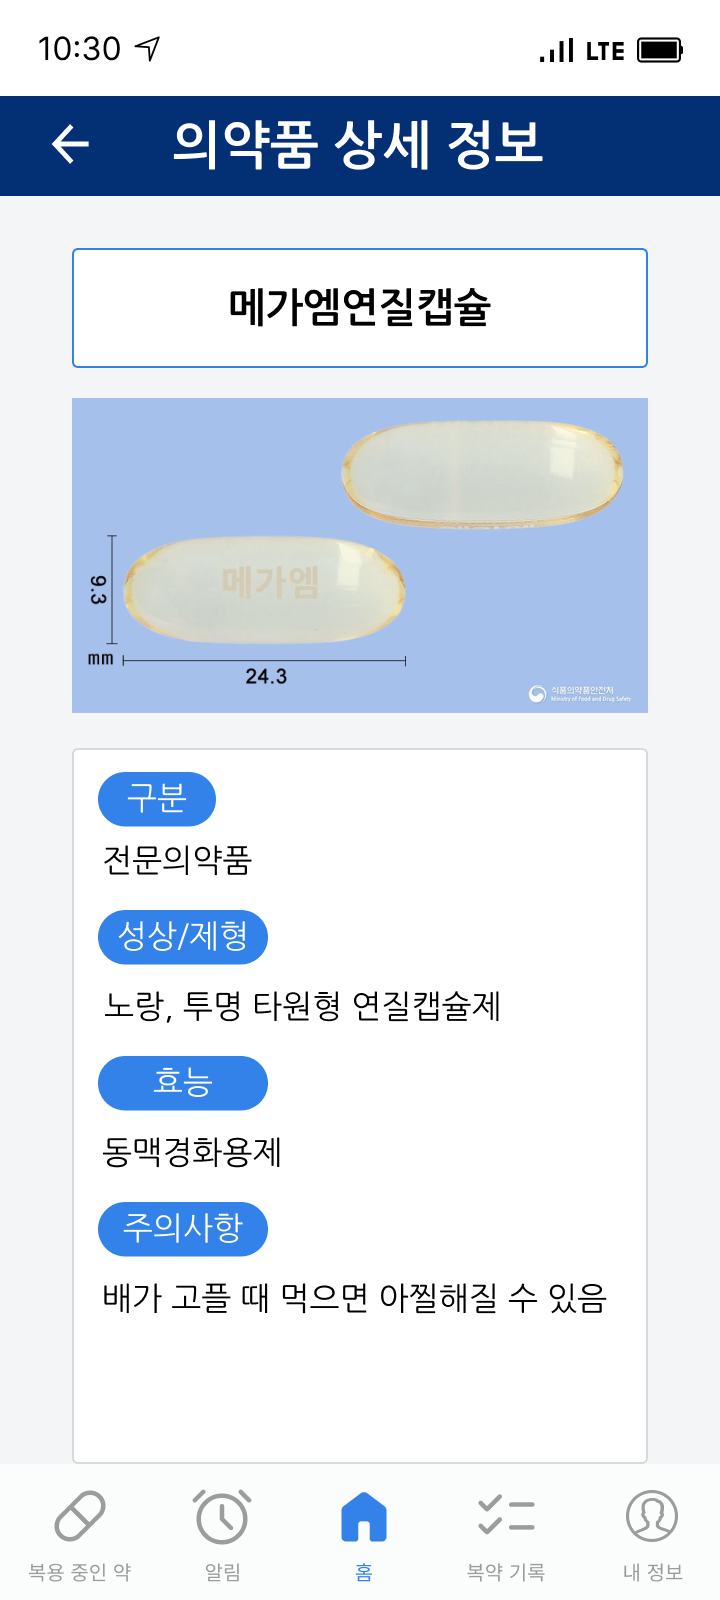 10:30
LTE
의약품 상세 정보
메가엠연질캡슐
메가엠
9.3
mm
24.3
식품의약품안전처
Ministry of Food and Drug Safety
구분
전문의약품
성상/제형
노랑, 투명 타원형 연질캡슐제
효능
동맥경화용제
주의사항
배가 고플 때 먹으면 아찔해질 수 있음
복용 중인 약
알림
홈
복약 기록
내 정보